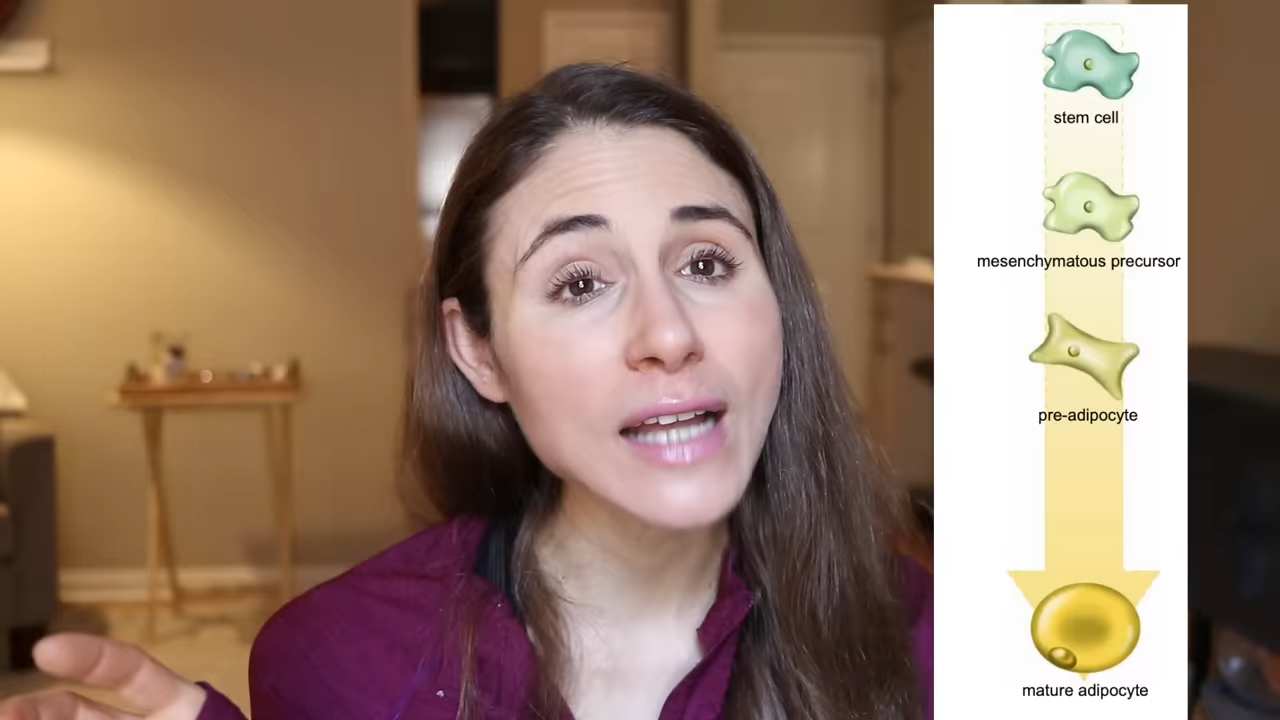 stem cell
mesenchymatous precursor
pre-adipocyte
mature adipocyte